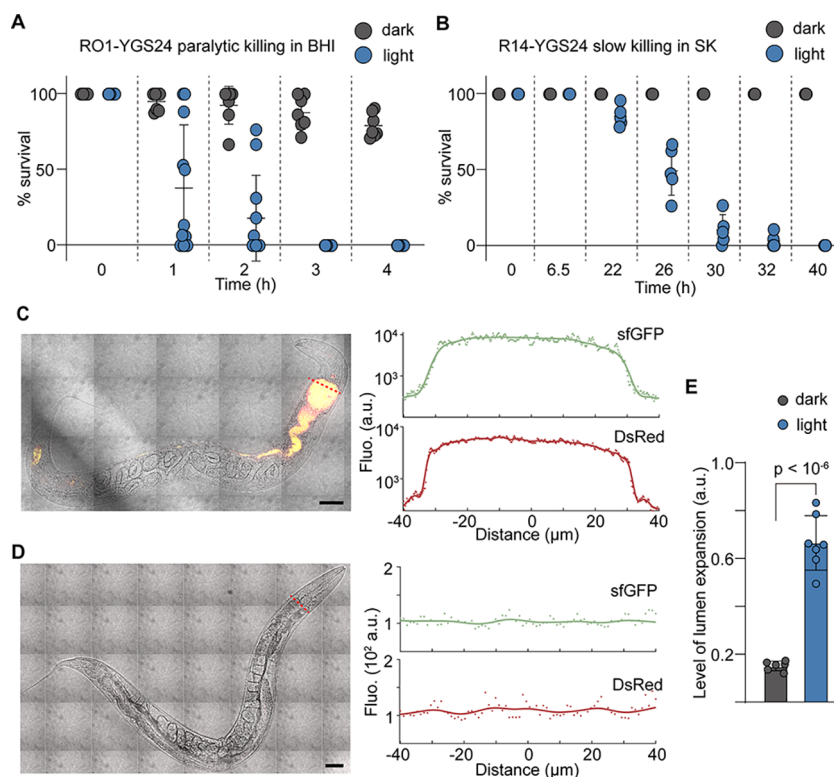 A
RO1-YGS24 paralytic killing in BHI
dark
light
% survival
100
50
0
0
1
2
3
4
Time (h)
B
R14-YGS24 slow killing in SK
dark
light
% survival
100
50
0
0
6.5
22
26
30
32
40
Time (h)
C
Fluo. (a.u.)
10⁴
10³
sfGFP
10⁴
10³
DsRed
-40
-20
0
20
40
Distance (µm)
D
Fluo. (10² a.u.)
2
1
sfGFP
2
1
DsRed
-40
-20
0
20
40
Distance (µm)
E
dark
light
Level of lumen expansion (a.u.)
1.0
0.6
0.2
p < 10⁻⁶